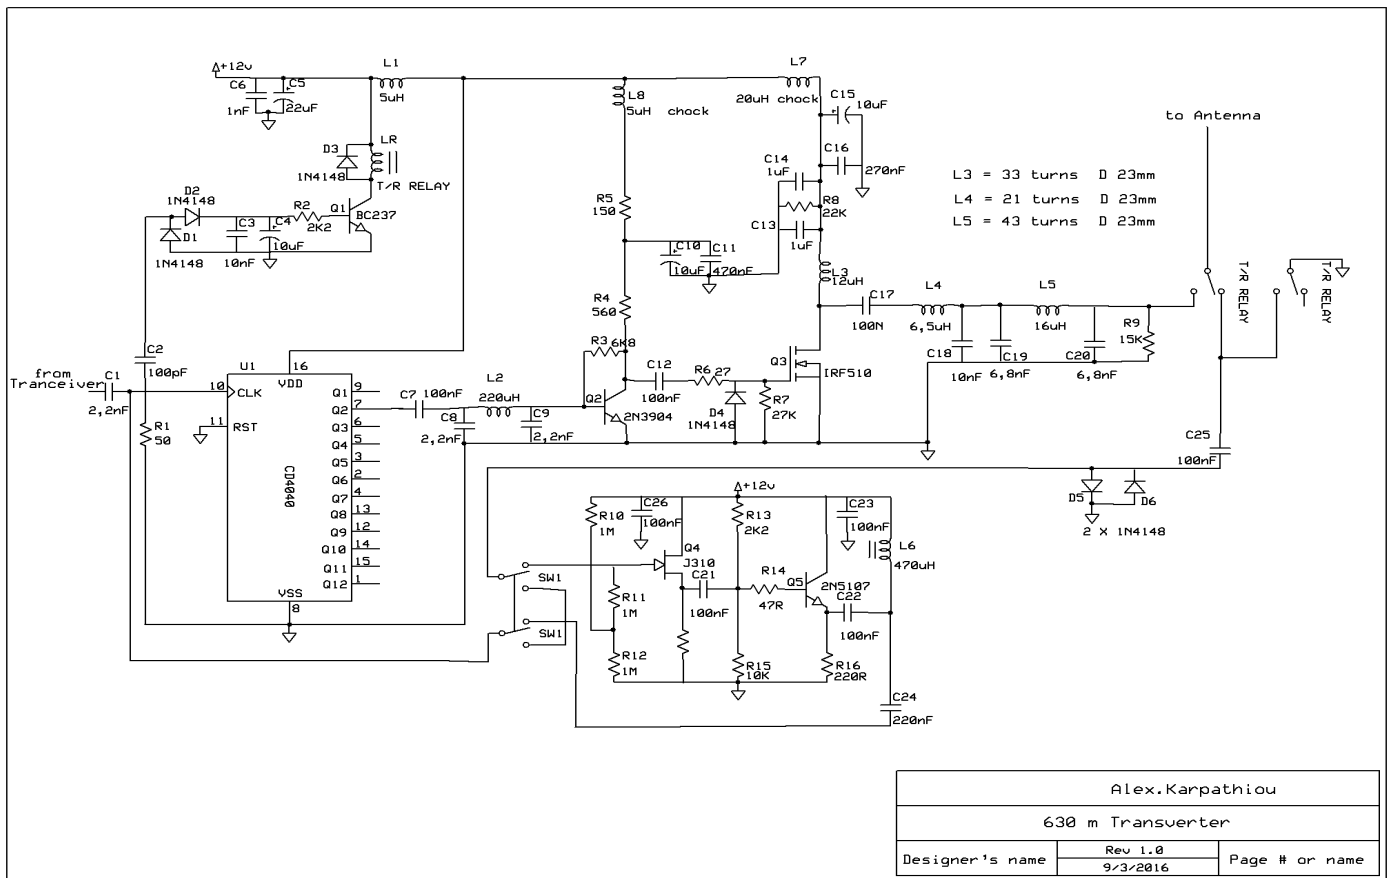 +12v
C6
1nF
C5
22uF
L1
5uH
L8
5uH chock
L7
20uH chock
C15
10uF
C16
270nF
C14
1uF
R8
22K
C13
1uF
L3
12uH
to Antenna
L3 = 33 turns D 23mm
L4 = 21 turns D 23mm
L5 = 43 turns D 23mm
D3
1N4148
LR
T/R RELAY
D2
1N4148
D1
1N4148
C3
10nF
C4
10uF
R2
2K2
Q1
BC237
R5
150
C10
10uF
C11
470nF
R4
560
R3 6K8
C12
100nF
R6 27
D4
1N4148
R7
27K
Q3
IRF510
C17
100N
L4
6,5uH
L5
16uH
C18
10nF
C19
6,8nF
C20
6,8nF
R9
15K
T/R RELAY
T/R RELAY
from
Tranceiver
C1
2,2nF
C2
100pF
R1
50
U1
16
VDD
10
CLK
11
RST
CD4040
VSS
8
Q1 9
Q2 7
Q3 6
Q4 5
Q5 3
Q6 2
Q7 4
Q8 13
Q9 12
Q10 14
Q11 15
Q12 1
C7 100nF
C8
2,2nF
L2
220uH
C9
2,2nF
Q2
2N3904
C25
100nF
D5
D6
2 X 1N4148
+12v
R10
1M
C26
100nF
R13
2K2
C23
100nF
L6
470uH
Q4
J310
C21
100nF
R14
47R
Q5
2N5107
C22
100nF
SW1
SW1
R11
1M
R12
1M
R15
10K
R16
220R
C24
220nF
Alex.Karpathiou
630 m Transverter
Designer's name
Rev 1.0
9/3/2016
Page # or name